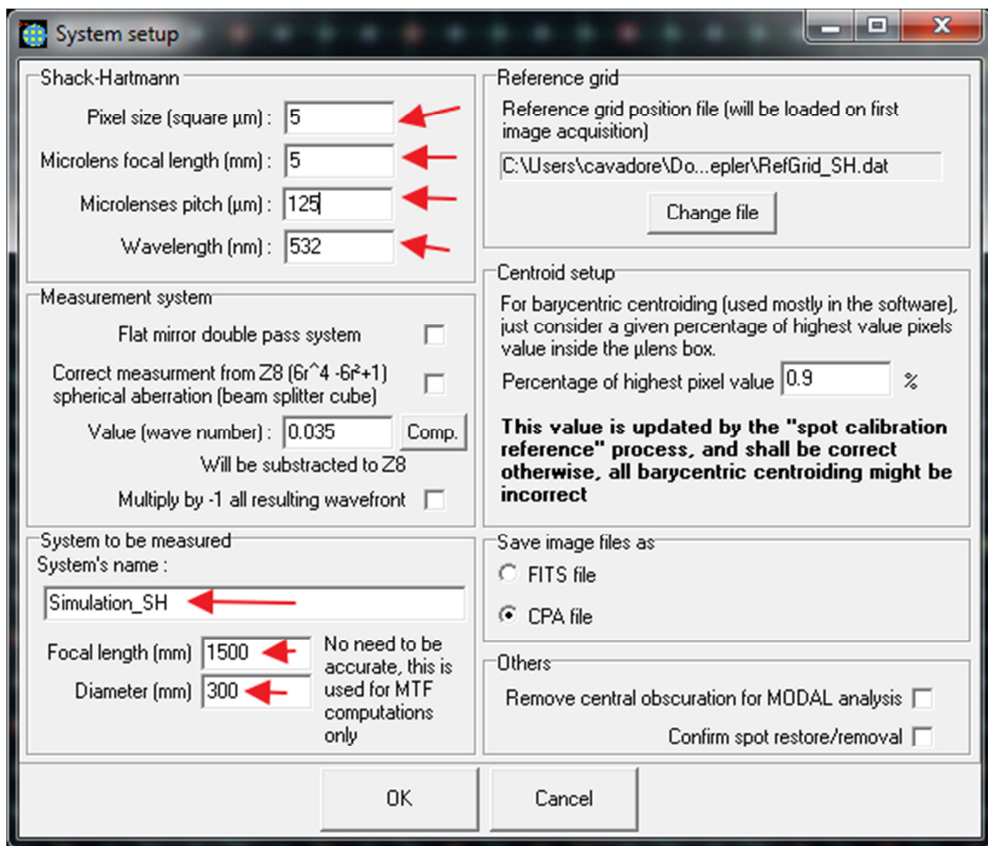 System setup
Shack-Hartmann
Pixel size (square µm) : 5
Microlens focal length (mm) : 5
Microlenses pitch (µm) : 125
Wavelength (nm) : 532
Measurement system
Flat mirror double pass system
Correct measurment from Z8 (6r^4 -6r²+1)
spherical aberration (beam splitter cube)
Value (wave number) : 0.035 Comp.
Will be substracted to Z8
Multiply by -1 all resulting wavefront
System to be measured
System's name :
Simulation_SH
Focal length (mm) 1500
Diameter (mm) 300
No need to be
accurate, this is
used for MTF
computations
only
Reference grid
Reference grid position file (will be loaded on first
image acquisition)
C:\Users\cavadore\Do...epler\RefGrid_SH.dat
Change file
Centroid setup
For barycentric centroiding (used mostly in the software),
just consider a given percentage of highest value pixels
value inside the µlens box.
Percentage of highest pixel value 0.9 %
This value is updated by the "spot calibration
reference" process, and shall be correct
otherwise, all barycentric centroiding might be
incorrect
Save image files as
FITS file
CPA file
Others
Remove central obscuration for MODAL analysis
Confirm spot restore/removal
OK
Cancel